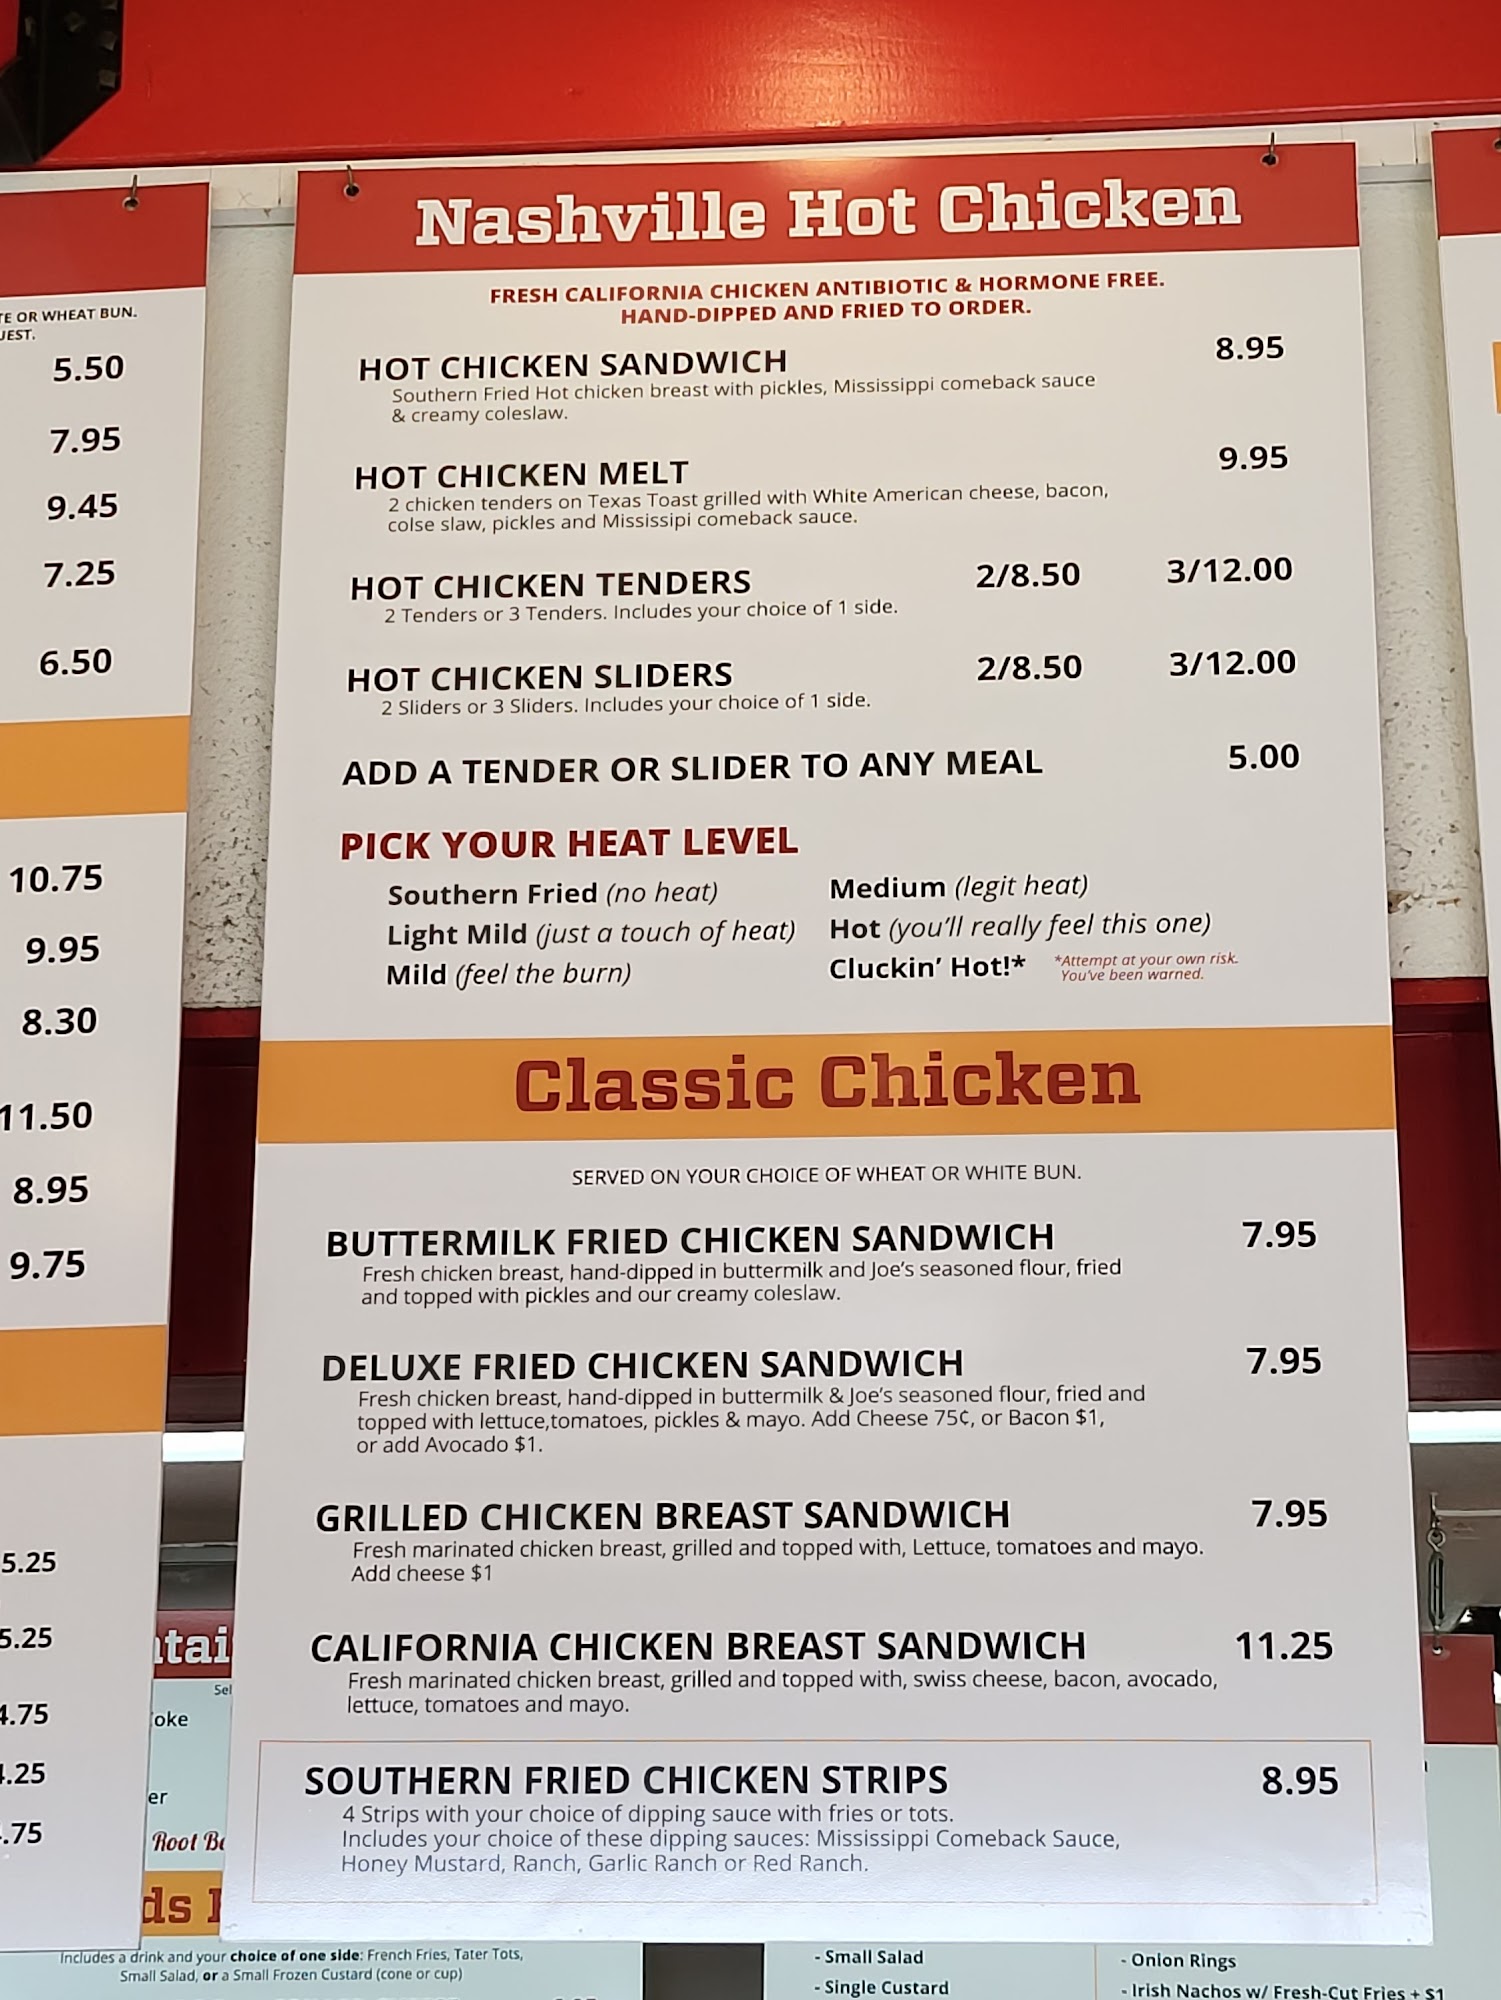 Nashville Hot Chicken
FRESH CALIFORNIA CHICKEN ANTIBIOTIC & HORMONE FREE.
HAND-DIPPED AND FRIED TO ORDER.
HOT CHICKEN SANDWICH 8.95
Southern Fried Hot chicken breast with pickles, Mississippi comeback sauce
& creamy coleslaw.
HOT CHICKEN MELT 9.95
2 chicken tenders on Texas Toast grilled with White American cheese, bacon,
colse slaw, pickles and Mississipi comeback sauce.
HOT CHICKEN TENDERS 2/8.50 3/12.00
2 Tenders or 3 Tenders. Includes your choice of 1 side.
HOT CHICKEN SLIDERS 2/8.50 3/12.00
2 Sliders or 3 Sliders. Includes your choice of 1 side.
ADD A TENDER OR SLIDER TO ANY MEAL 5.00
PICK YOUR HEAT LEVEL
Southern Fried (no heat)
Light Mild (just a touch of heat)
Mild (feel the burn)
Medium (legit heat)
Hot (you'll really feel this one)
Cluckin' Hot!* *Attempt at your own risk.
You've been warned.
Classic Chicken
SERVED ON YOUR CHOICE OF WHEAT OR WHITE BUN.
BUTTERMILK FRIED CHICKEN SANDWICH 7.95
Fresh chicken breast, hand-dipped in buttermilk and Joe's seasoned flour, fried
and topped with pickles and our creamy coleslaw.
DELUXE FRIED CHICKEN SANDWICH 7.95
Fresh chicken breast, hand-dipped in buttermilk & Joe's seasoned flour, fried and
topped with lettuce,tomatoes, pickles & mayo. Add Cheese 75¢, or Bacon $1,
or add Avocado $1.
GRILLED CHICKEN BREAST SANDWICH 7.95
Fresh marinated chicken breast, grilled and topped with, Lettuce, tomatoes and mayo.
Add cheese $1
CALIFORNIA CHICKEN BREAST SANDWICH 11.25
Fresh marinated chicken breast, grilled and topped with, swiss cheese, bacon, avocado,
lettuce, tomatoes and mayo.
SOUTHERN FRIED CHICKEN STRIPS 8.95
4 Strips with your choice of dipping sauce with fries or tots.
Includes your choice of these dipping sauces: Mississippi Comeback Sauce,
Honey Mustard, Ranch, Garlic Ranch or Red Ranch.
OR WHEAT BUN.
5.50
7.95
9.45
7.25
6.50
10.75
9.95
8.30
11.50
8.95
9.75
5.25
5.25
4.75
.25
.75
Root
Includes a drink and your choice of one side: French Fries, Tater Tots,
Small Salad, or a Small Frozen Custard (cone or cup)
- Small Salad
- Single Custard
- Onion Rings
- Irish Nachos w/ Fresh-Cut Fries + $1